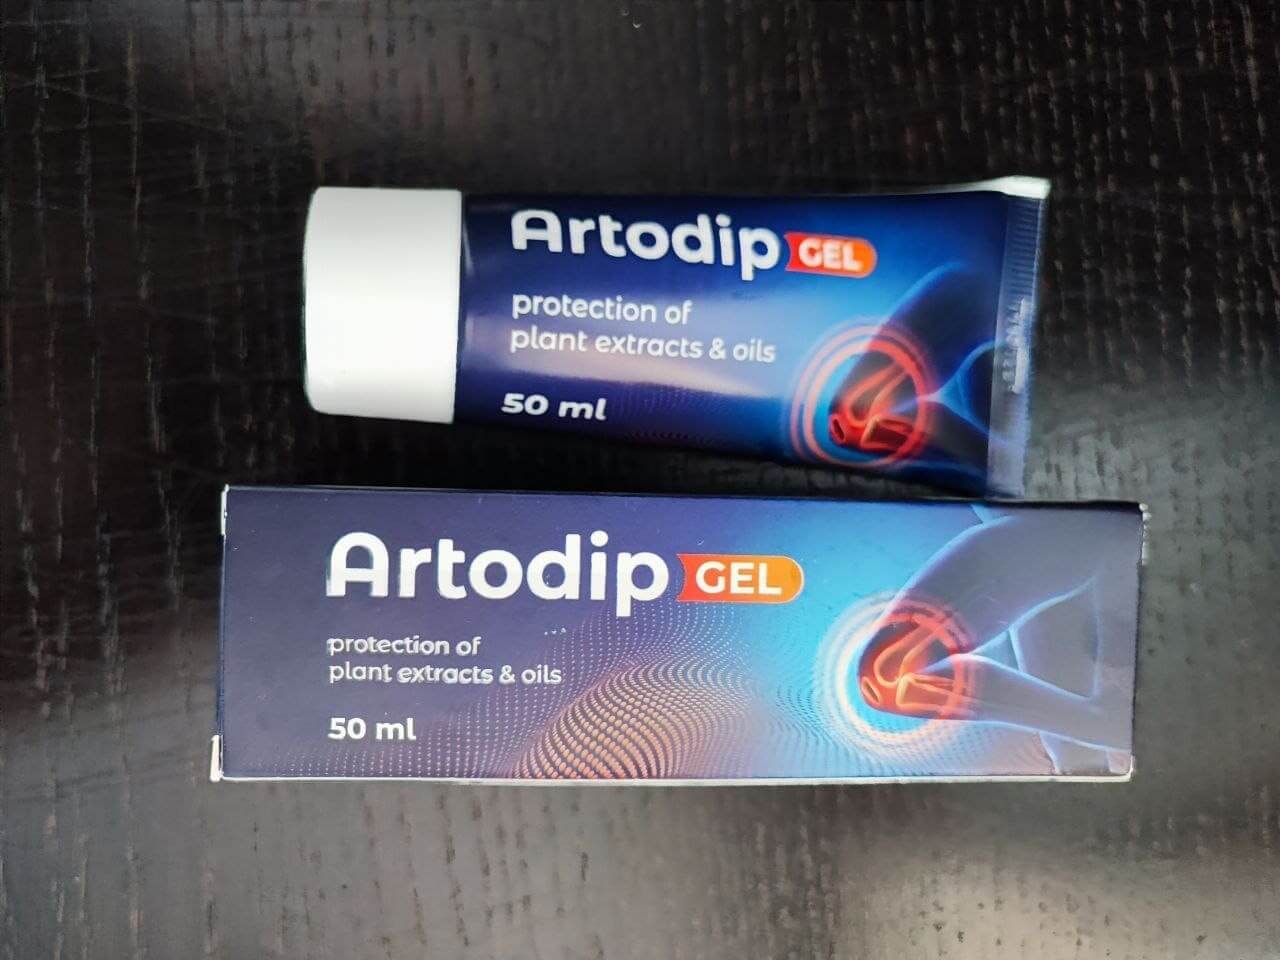 Artodip GEL
protection of
plant extracts & oils
50 ml
Artodip GEL
protection of
plant extracts & oils
50 ml